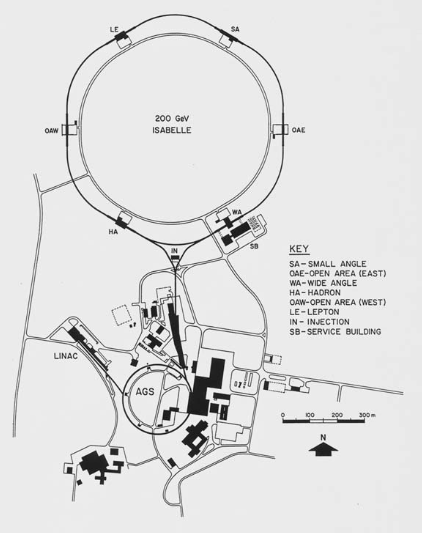 LE
SA
200 GeV
ISABELLE
OAW
OAE
HA
WA
IN
SB
KEY
SA – SMALL ANGLE
OAE–OPEN AREA (EAST)
WA – WIDE ANGLE
HA – HADRON
OAW–OPEN AREA (WEST)
LE – LEPTON
IN – INJECTION
SB – SERVICE BUILDING
LINAC
AGS
0 100 200 300 m
N